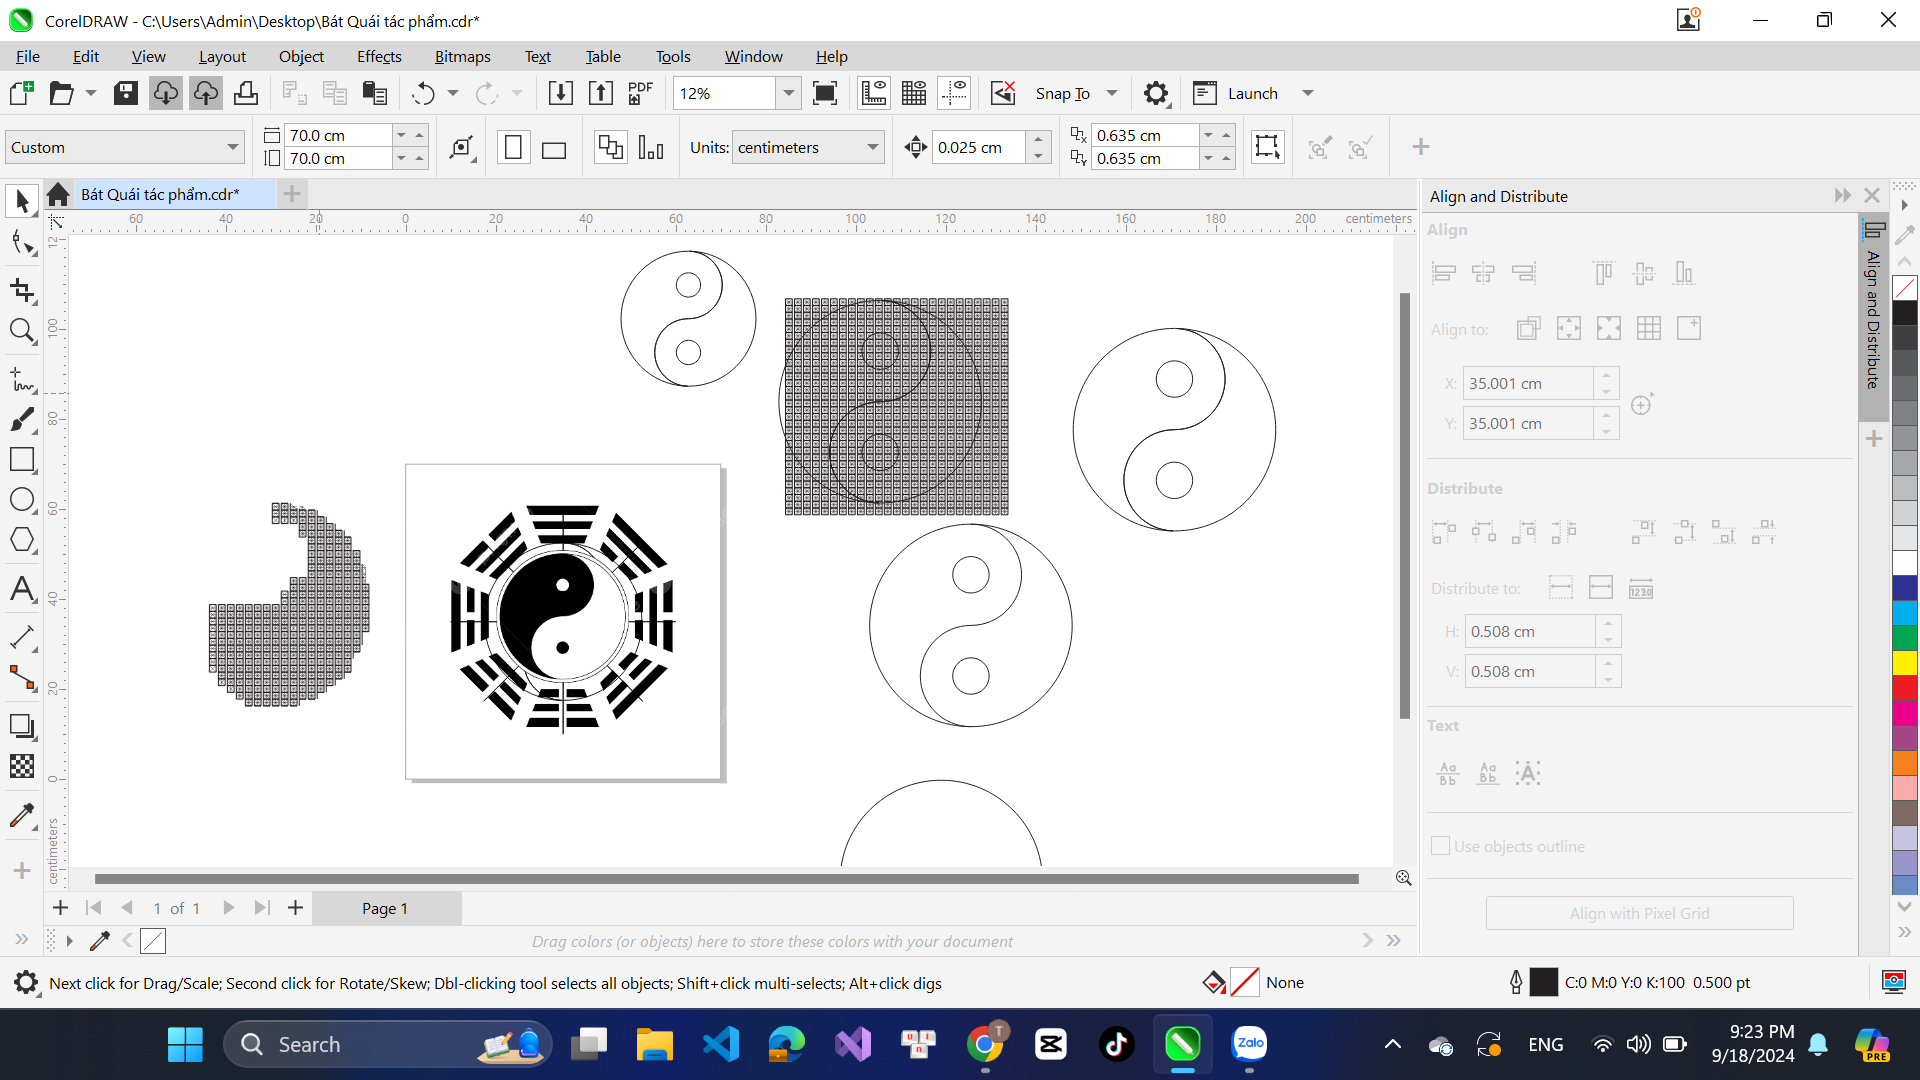 CorelDRAW - C:\Users\Admin\Desktop\Bát Quái tác phẩm.cdr*
File Edit View Layout Object Effects Bitmaps Text Table Tools Window Help
PDF 12% Snap To Launch
Custom 70.0 cm 70.0 cm Units: centimeters 0.025 cm 0.635 cm 0.635 cm
Bát Quái tác phẩm.cdr*
60 40 20 0 20 40 60 80 100 120 140 160 180 200 centimeters
100
80
60
40
20
0
centimeters
Align and Distribute
Align
Align to:
X: 35.001 cm
Y: 35.001 cm
Distribute
Distribute to:
H: 0.508 cm
V: 0.508 cm
Text
Use objects outline
Align with Pixel Grid
Align and Distribute
1 of 1 Page 1
Drag colors (or objects) here to store these colors with your document
Next click for Drag/Scale; Second click for Rotate/Skew; Dbl-clicking tool selects all objects; Shift+click multi-selects; Alt+click digs
None
C:0 M:0 Y:0 K:100 0.500 pt
Search
T
Zalo
ENG
9:23 PM
9/18/2024
PRE